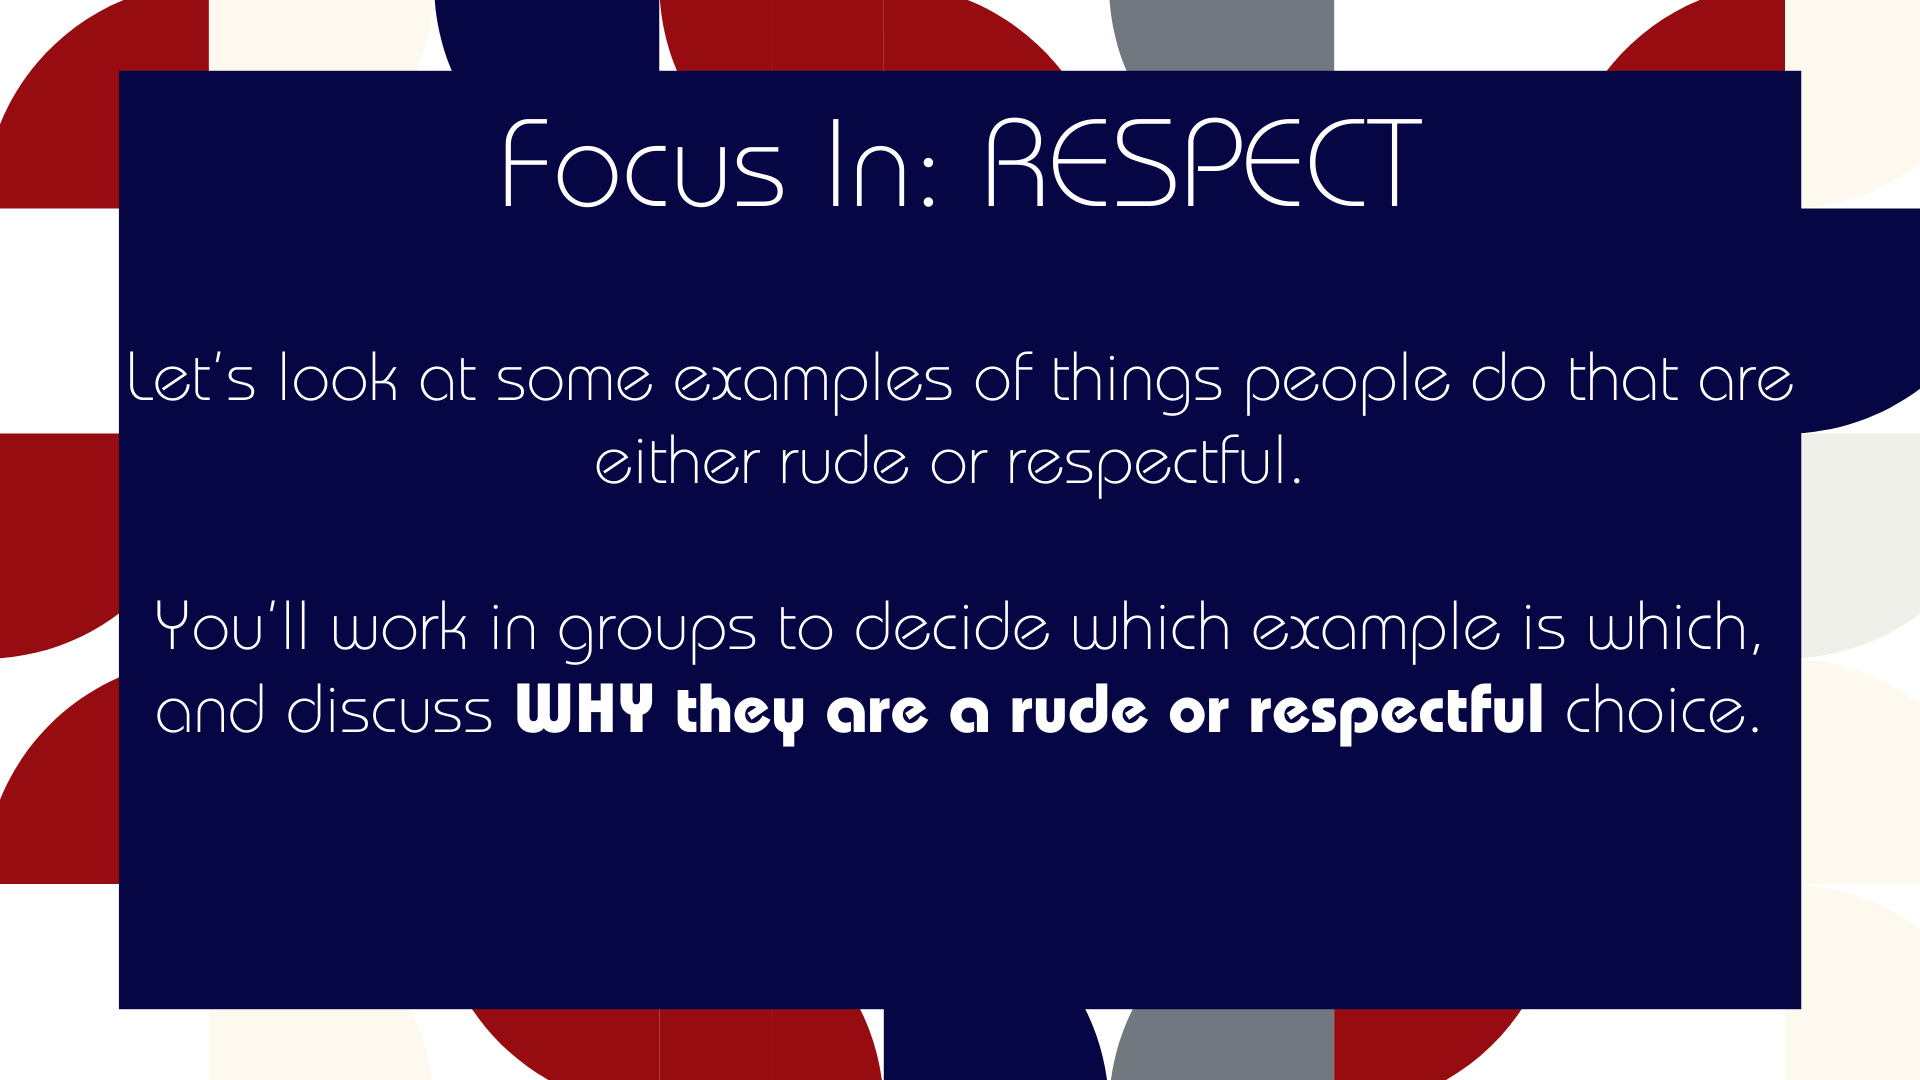 Focus In: RESPECT
Let's look at some examples of things people do that are
either rude or respectful.
You'll work in groups to decide which example is which,
and discuss WHY they are a rude or respectful choice.